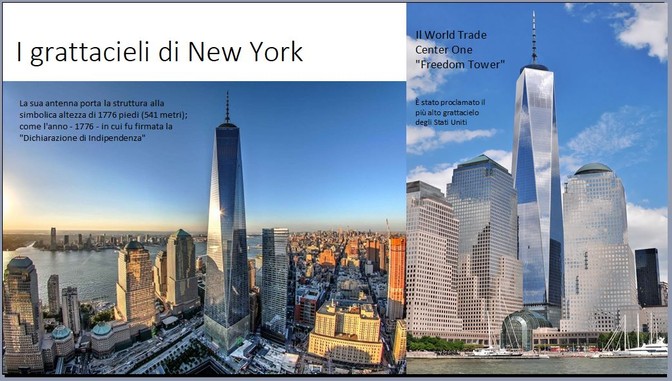 I grattacieli di New York
La sua antenna porta la struttura alla
simbolica altezza di 1776 piedi (541 metri);
come l'anno - 1776 - in cui fu firmata la
"Dichiarazione di Indipendenza"
Il World Trade
Center One
"Freedom Tower"
È stato proclamato il
più alto grattacielo
degli Stati Uniti